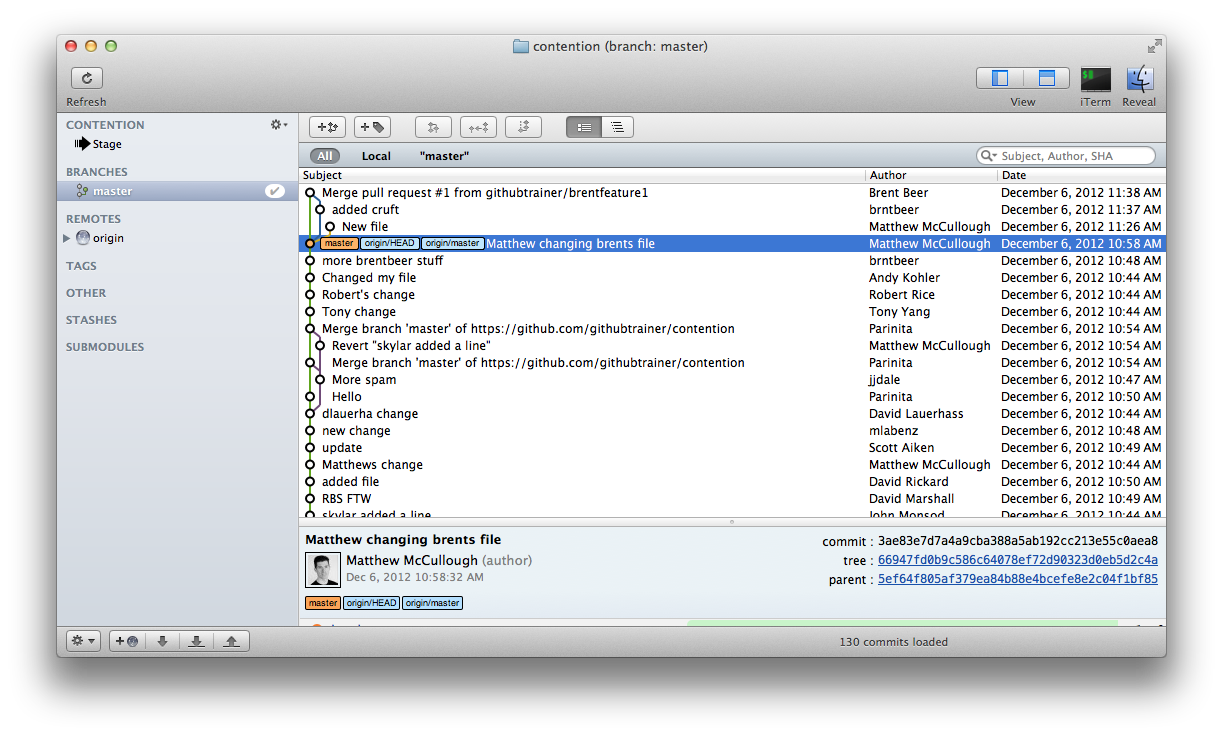 contention (branch: master)
Refresh
View
iTerm
Reveal
CONTENTION
Stage
BRANCHES
master
REMOTES
origin
TAGS
OTHER
STASHES
SUBMODULES
All Local "master"
Subject, Author, SHA
Subject Author Date
Merge pull request #1 from githubtrainer/brentfeature1 Brent Beer December 6, 2012 11:38 AM
added cruft brntbeer December 6, 2012 11:37 AM
New file Matthew McCullough December 6, 2012 11:26 AM
master origin/HEAD origin/master Matthew changing brents file Matthew McCullough December 6, 2012 10:58 AM
more brentbeer stuff brntbeer December 6, 2012 10:48 AM
Changed my file Andy Kohler December 6, 2012 10:44 AM
Robert's change Robert Rice December 6, 2012 10:44 AM
Tony change Tony Yang December 6, 2012 10:44 AM
Merge branch 'master' of https://github.com/githubtrainer/contention Parinita December 6, 2012 10:54 AM
Revert "skylar added a line" Matthew McCullough December 6, 2012 10:54 AM
Merge branch 'master' of https://github.com/githubtrainer/contention Parinita December 6, 2012 10:54 AM
More spam jjdale December 6, 2012 10:47 AM
Hello Parinita December 6, 2012 10:50 AM
dlauerha change David Lauerhass December 6, 2012 10:44 AM
new change mlabenz December 6, 2012 10:48 AM
update Scott Aiken December 6, 2012 10:49 AM
Matthews change Matthew McCullough December 6, 2012 10:44 AM
added file David Rickard December 6, 2012 10:50 AM
RBS FTW David Marshall December 6, 2012 10:49 AM
skylar added a line John Monsod December 6, 2012 10:44 AM
Matthew changing brents file
Matthew McCullough (author)
Dec 6, 2012 10:58:32 AM
master origin/HEAD origin/master
commit : 3ae83e7d7a4a9cba388a5ab192cc213e55c0aea8
tree : 66947fd0b9c586c64078ef72d90323d0eb5d2c4a
parent : 5ef64f805af379ea84b88e4bcefe8e2c04f1bf85
130 commits loaded